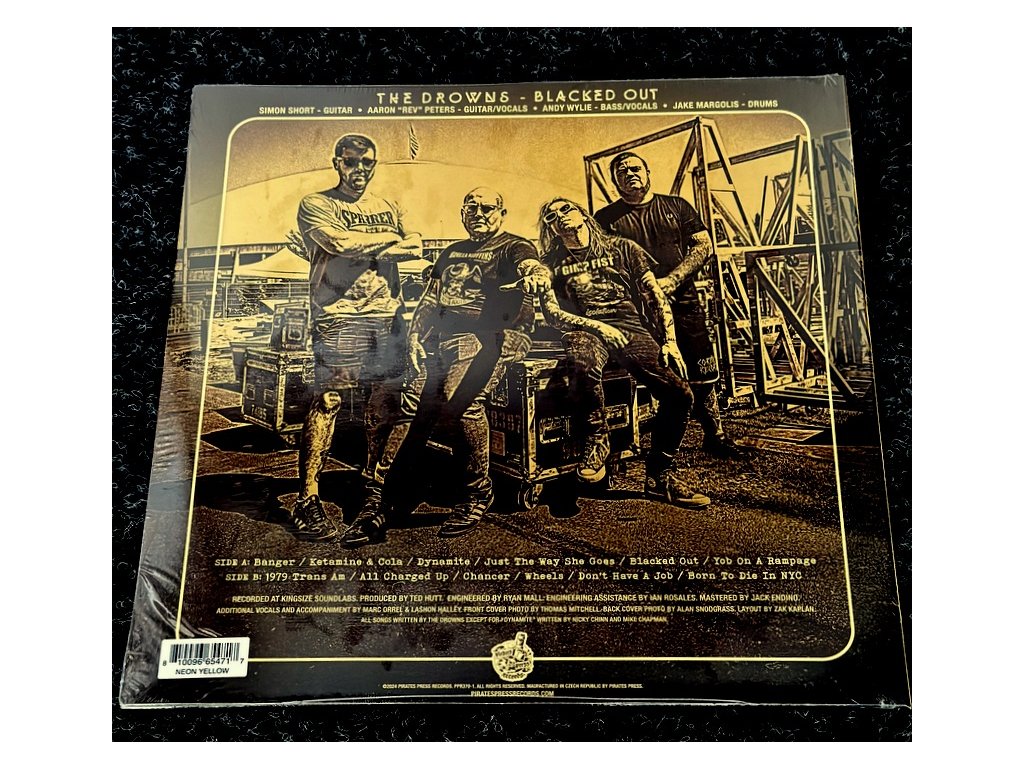 THE DROWNS - BLACKED OUT
SIMON SHORT - GUITAR • AARON "REV" PETERS - GUITAR/VOCALS • ANDY WYLIE - BASS/VOCALS • JAKE MARGOLIS - DRUMS
GIMP FIST
isolation
SIDE A: Banger / Ketamine & Cola / Dynamite / Just The Way She Goes / Blacked Out / Yob On A Rampage
SIDE B: 1979 Trans Am / All Charged Up / Chancer / Wheels / Don't Have A Job / Born To Die In NYC
RECORDED AT KINGSIZE SOUNDLABS. PRODUCED BY TED HUTT. ENGINEERED BY RYAN MALL. ENGINEERING ASSISTANCE BY IAN ROSALES. MASTERED BY JACK ENDINO.
ADDITIONAL VOCALS AND ACCOMPANIMENT BY MARC ORREL & LASHON HALLEY. FRONT COVER PHOTO BY THOMAS MITCHELL. BACK COVER PHOTO BY ALAN SNODGRASS. LAYOUT BY ZAK KAPLAN.
ALL SONGS WRITTEN BY THE DROWNS EXCEPT FOR "DYNAMITE" WRITTEN BY NICKY CHINN AND MIKE CHAPMAN.
8 10096 65471 7
NEON YELLOW
©2024 PIRATES PRESS RECORDS. PPR370-1. ALL RIGHTS RESERVED. MANUFACTURED IN CZECH REPUBLIC BY PIRATES PRESS.
PIRATESPRESSRECORDS.COM